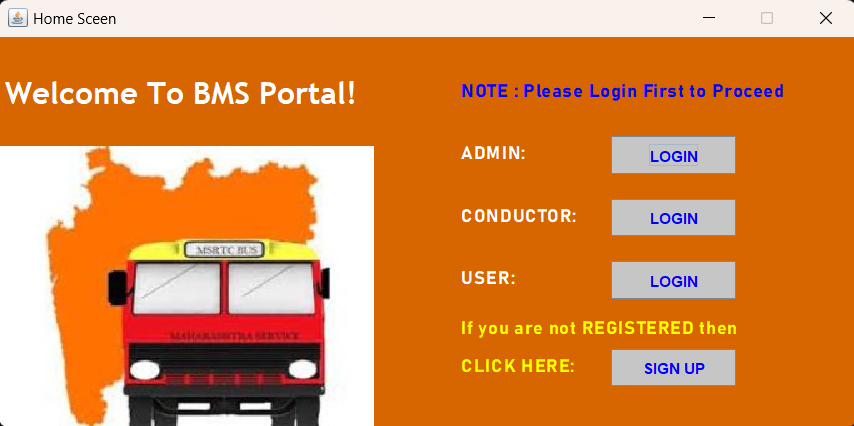 Home Sceen
Welcome To BMS Portal!
MSRTC BUS
MAHARASHTRA SERVICE
NOTE : Please Login First to Proceed
ADMIN: LOGIN
CONDUCTOR: LOGIN
USER: LOGIN
If you are not REGISTERED then
CLICK HERE: SIGN UP